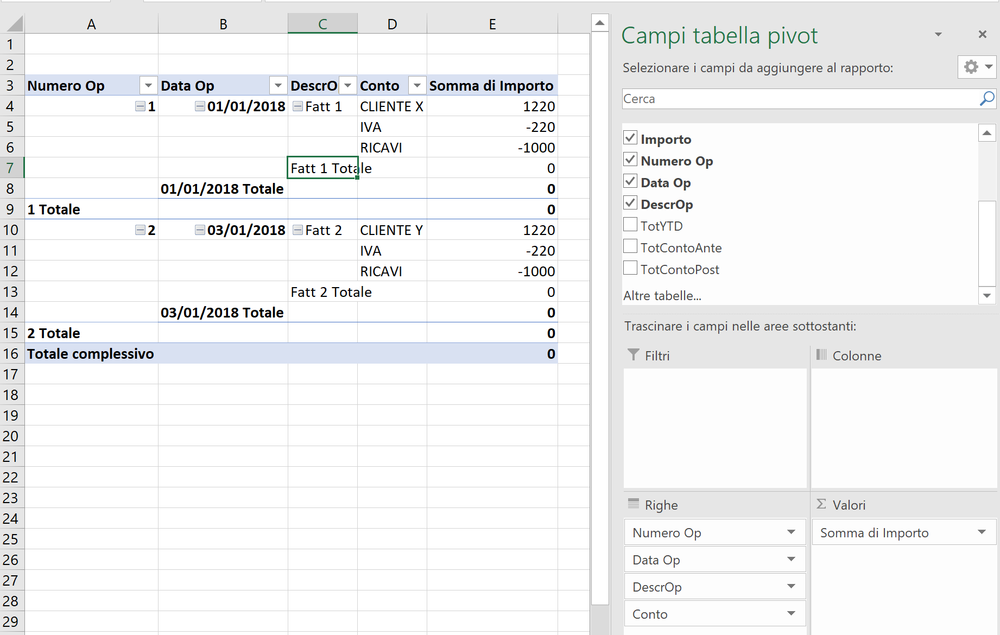 A B C D E
1
2
3 Numero Op Data Op DescrO Conto Somma di Importo
4 1 01/01/2018 Fatt 1 CLIENTE X 1220
5 IVA -220
6 RICAVI -1000
7 Fatt 1 Totale 0
8 01/01/2018 Totale 0
9 1 Totale 0
10 2 03/01/2018 Fatt 2 CLIENTE Y 1220
11 IVA -220
12 RICAVI -1000
13 Fatt 2 Totale 0
14 03/01/2018 Totale 0
15 2 Totale 0
16 Totale complessivo 0
17
18
19
20
21
22
23
24
25
26
27
28
29
Campi tabella pivot
Selezionare i campi da aggiungere al rapporto:
Cerca
Importo
Numero Op
Data Op
DescrOp
TotYTD
TotContoAnte
TotContoPost
Altre tabelle...
Trascinare i campi nelle aree sottostanti:
Filtri
Colonne
Righe
Numero Op
Data Op
DescrOp
Conto
Σ Valori
Somma di Importo